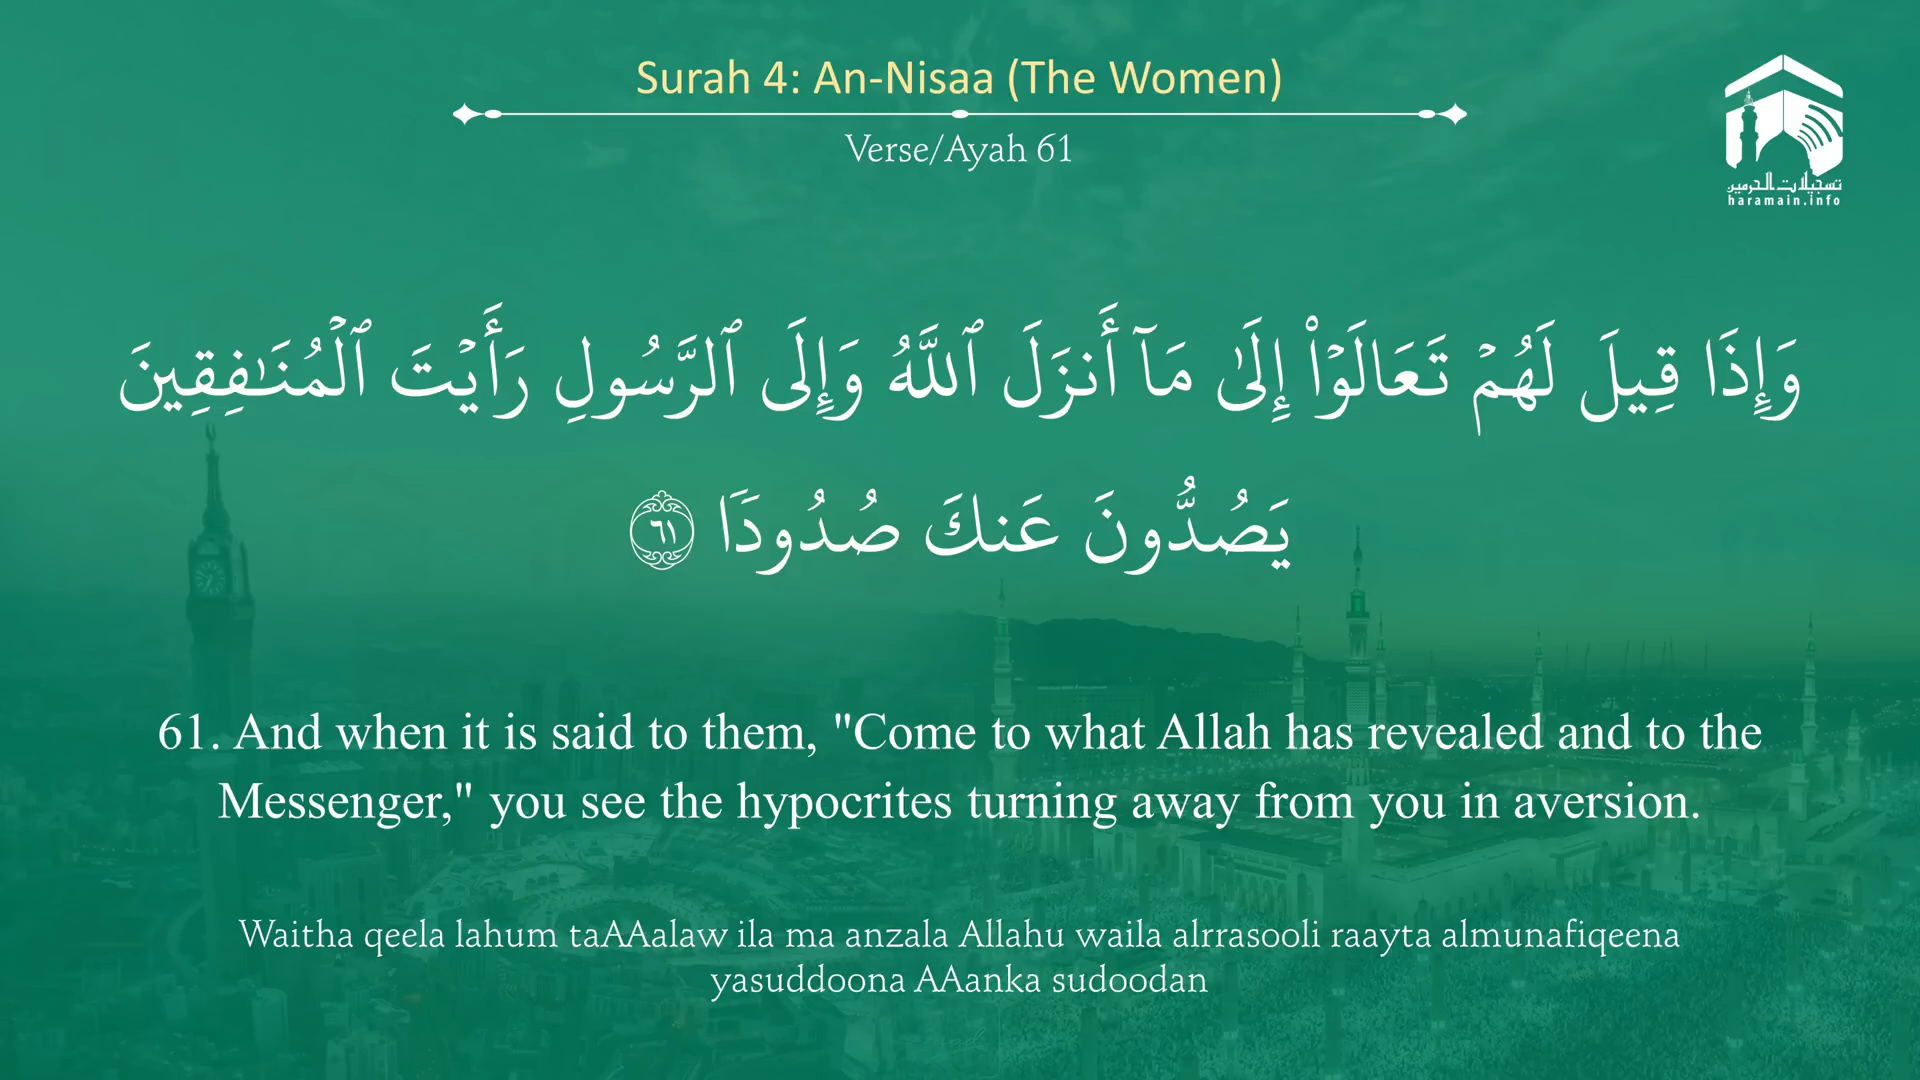 Surah 4: An-Nisaa (The Women)
Verse/Ayah 61
تسجيلات الحرمين
haramain.info
وَإِذَا قِيلَ لَهُمۡ تَعَالَوۡاْ إِلَىٰ مَآ أَنزَلَ ٱللَّهُ وَإِلَى ٱلرَّسُولِ رَأَيۡتَ ٱلۡمُنَٰفِقِينَ
يَصُدُّونَ عَنكَ صُدُودٗا ٦١
61. And when it is said to them, "Come to what Allah has revealed and to the
Messenger," you see the hypocrites turning away from you in aversion.
Waitha qeela lahum taAAalaw ila ma anzala Allahu waila alrrasooli raayta almunafiqeena
yasuddoona AAanka sudoodan